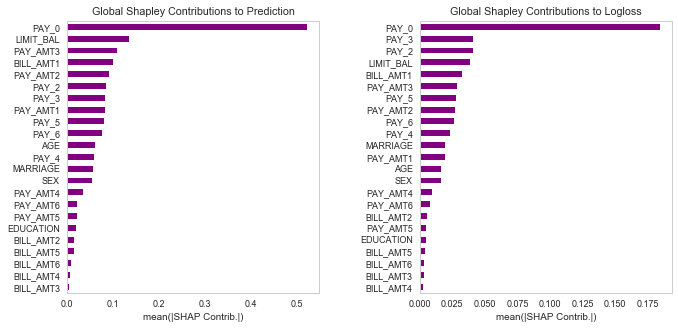 Global Shapley Contributions to Prediction
PAY_0
LIMIT_BAL
PAY_AMT3
BILL_AMT1
PAY_AMT2
PAY_2
PAY_3
PAY_AMT1
PAY_5
PAY_6
AGE
PAY_4
MARRIAGE
SEX
PAY_AMT4
PAY_AMT6
PAY_AMT5
EDUCATION
BILL_AMT2
BILL_AMT5
BILL_AMT6
BILL_AMT4
BILL_AMT3
0.0 0.1 0.2 0.3 0.4 0.5
mean(|SHAP Contrib.|)
Global Shapley Contributions to Logloss
PAY_0
PAY_3
PAY_2
LIMIT_BAL
BILL_AMT1
PAY_AMT3
PAY_5
PAY_AMT2
PAY_6
PAY_4
MARRIAGE
PAY_AMT1
AGE
SEX
PAY_AMT4
PAY_AMT6
BILL_AMT2
PAY_AMT5
EDUCATION
BILL_AMT5
BILL_AMT6
BILL_AMT3
BILL_AMT4
0.000 0.025 0.050 0.075 0.100 0.125 0.150 0.175
mean(|SHAP Contrib.|)